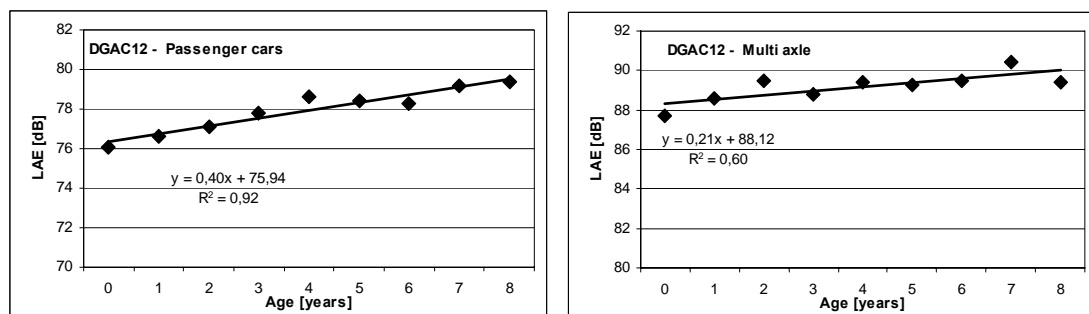 DGAC12 - Passenger cars
82
80
78
76
74
72
70
LAE [dB]
y = 0,40x + 75,94
R² = 0,92
0 1 2 3 4 5 6 7 8
Age [years]
DGAC12 - Multi axle
92
90
88
86
84
82
80
LAE [dB]
y = 0,21x + 88,12
R² = 0,60
0 1 2 3 4 5 6 7 8
Age [years]